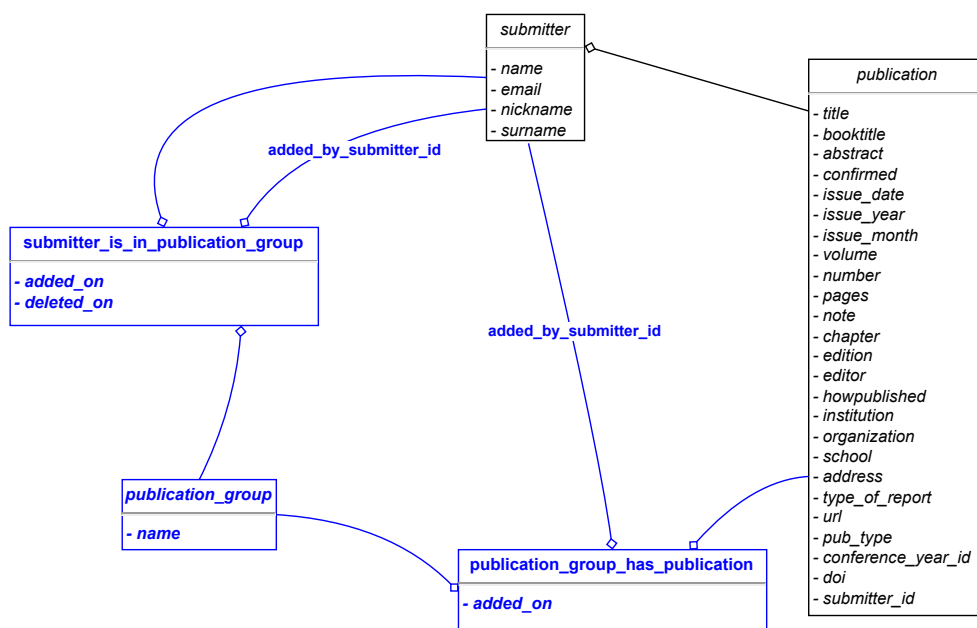 submitter
- name
- email
- nickname
- surname
publication
- title
- booktitle
- abstract
- confirmed
- issue_date
- issue_year
- issue_month
- volume
- number
- pages
- note
- chapter
- edition
- editor
- howpublished
- institution
- organization
- school
- address
- type_of_report
- url
- pub_type
- conference_year_id
- doi
- submitter_id
added_by_submitter_id
submitter_is_in_publication_group
- added_on
- deleted_on
added_by_submitter_id
publication_group
- name
publication_group_has_publication
- added_on